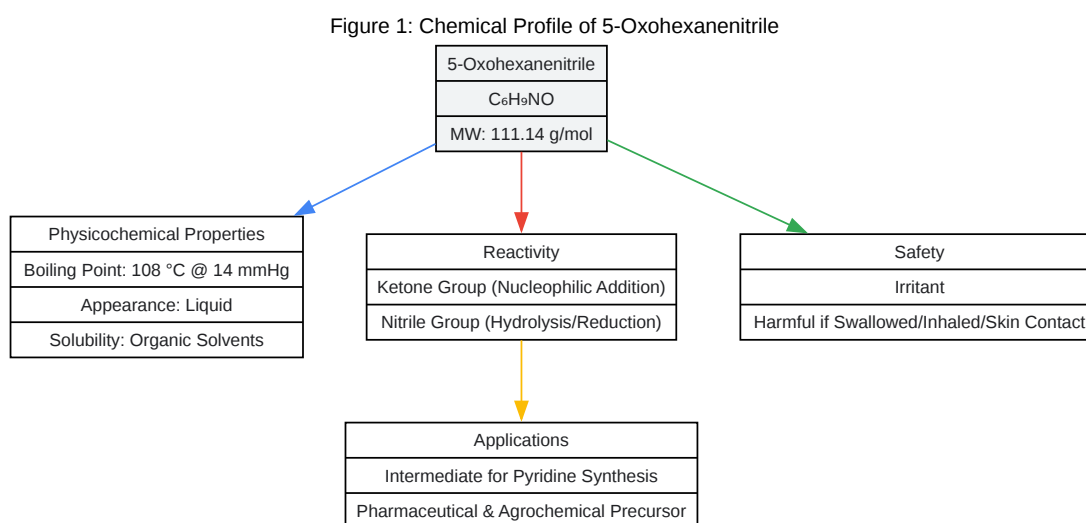 Figure 1: Chemical Profile of 5-Oxohexanenitrile
5-Oxohexanenitrile
C₆H₉NO
MW: 111.14 g/mol
Physicochemical Properties
Boiling Point: 108 °C @ 14 mmHg
Appearance: Liquid
Solubility: Organic Solvents
Reactivity
Ketone Group (Nucleophilic Addition)
Nitrile Group (Hydrolysis/Reduction)
Safety
Irritant
Harmful if Swallowed/Inhaled/Skin Contact
Applications
Intermediate for Pyridine Synthesis
Pharmaceutical & Agrochemical Precursor